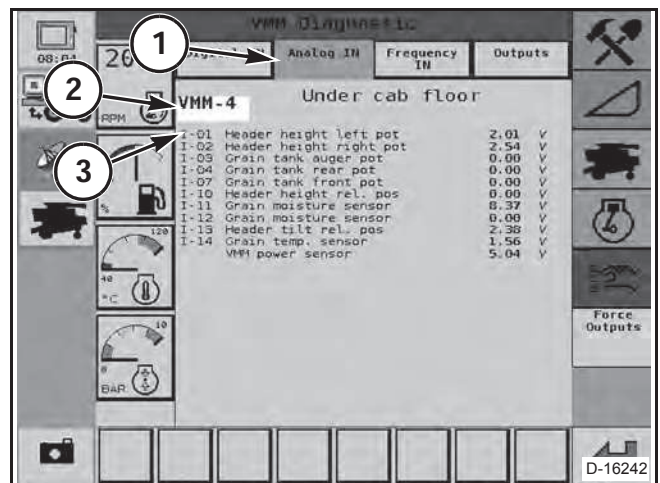 VMM Diagnostic
08:04
20
Analog IN
Frequency IN
Outputs
1
2
3
RPM
VMM-4
Under cab floor
I-01 Header height left pot 2.01 V
I-02 Header height right pot 2.54 V
I-03 Grain tank auger pot 0.00 V
I-04 Grain tank rear pot 0.00 V
I-07 Grain tank front pot 0.00 V
I-10 Header height rel. pos 0.00 V
I-11 Grain moisture sensor 8.37 V
I-12 Grain moisture sensor 0.00 V
I-13 Header tilt rel. pos 2.38 V
I-14 Grain temp. sensor 1.56 V
VMM power sensor 5.04 V
%
120
40
°C
10
0
BAR
Force
Outputs
D-16242